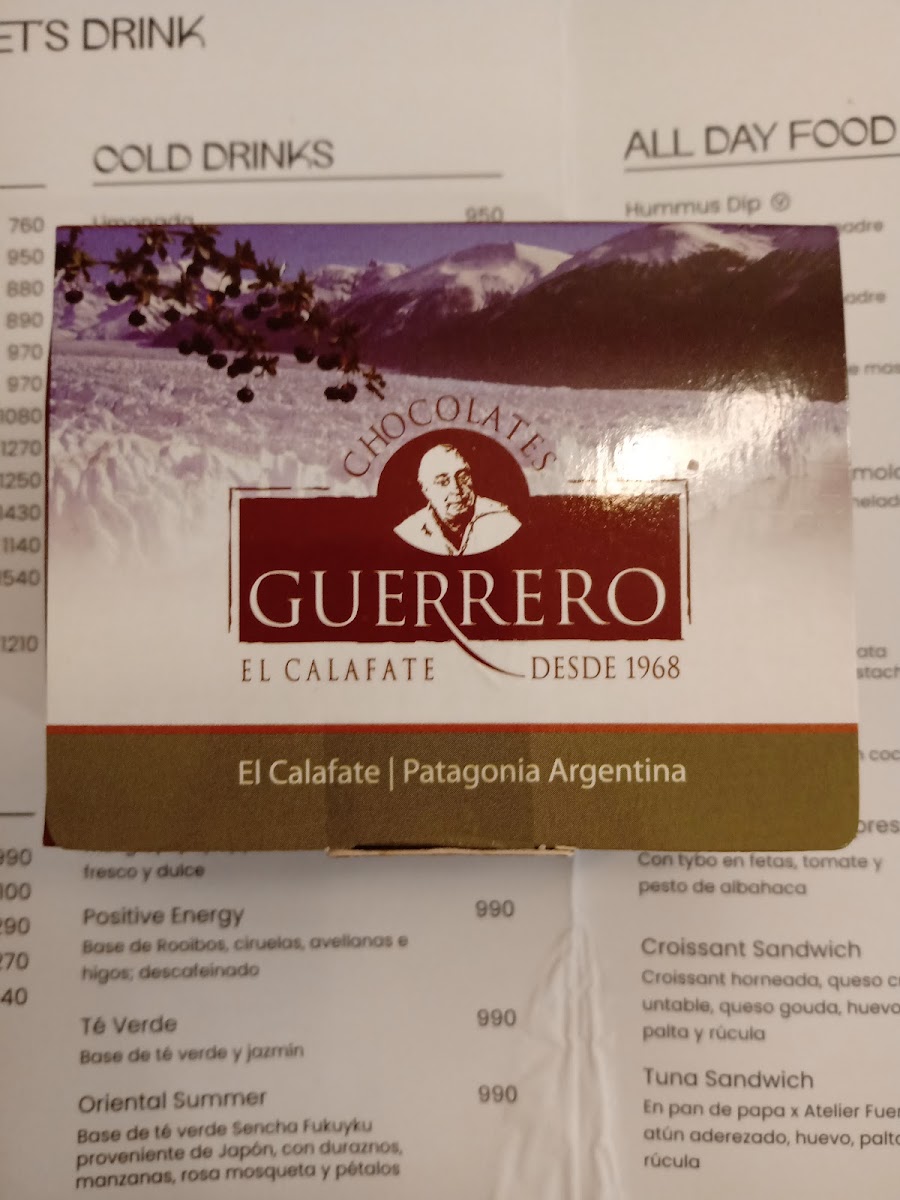 ET'S DRINK
COLD DRINKS
ALL DAY FOOD
760
950
880
890
970
970
1080
1270
1250
1430
1140
1540
1210
Limonada 950
Hummus Dip
CHOCOLATES
GUERRERO
EL CALAFATE DESDE 1968
El Calafate | Patagonia Argentina
990
100
290
270
40
fresco y dulce
Positive Energy 990
Base de Rooibos, ciruelas, avellanas e
higos; descafeinado
Té Verde 990
Base de té verde y jazmín
Oriental Summer 990
Base de té verde Sencha Fukuyku
proveniente de Japón, con duraznos,
manzanas, rosa mosqueta y pétalos
Con tybo en fetas, tomate y
pesto de albahaca
Croissant Sandwich
Croissant horneada, queso c
untable, queso gouda, huevo
palta y rúcula
Tuna Sandwich
En pan de papa x Atelier Fuer
atún aderezado, huevo, palta
rúcula